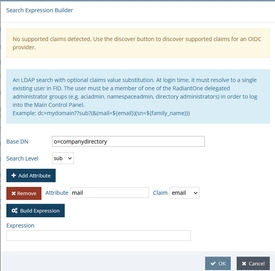 Search Expression Builder
No supported claims detected. Use the discover button to discover supported claims for an OIDC
provider.
An LDAP search with optional claims value substitution. At login time, it must resolve to a single
existing user in FID. The user must be a member of one of the RadiantOne delegated
administrator groups (e.g. aciadmin, namespaceadmin, directory administrators) in order to log
into the Main Control Panel.
Example: dc=mydomain??sub?(&(mail=${email})(sn=${family_name}))
Base DN o=companydirectory
Search Level sub
+ Add Attribute
✖ Remove Attribute mail Claim email
Build Expression
Expression
✔ OK ✖ Cancel